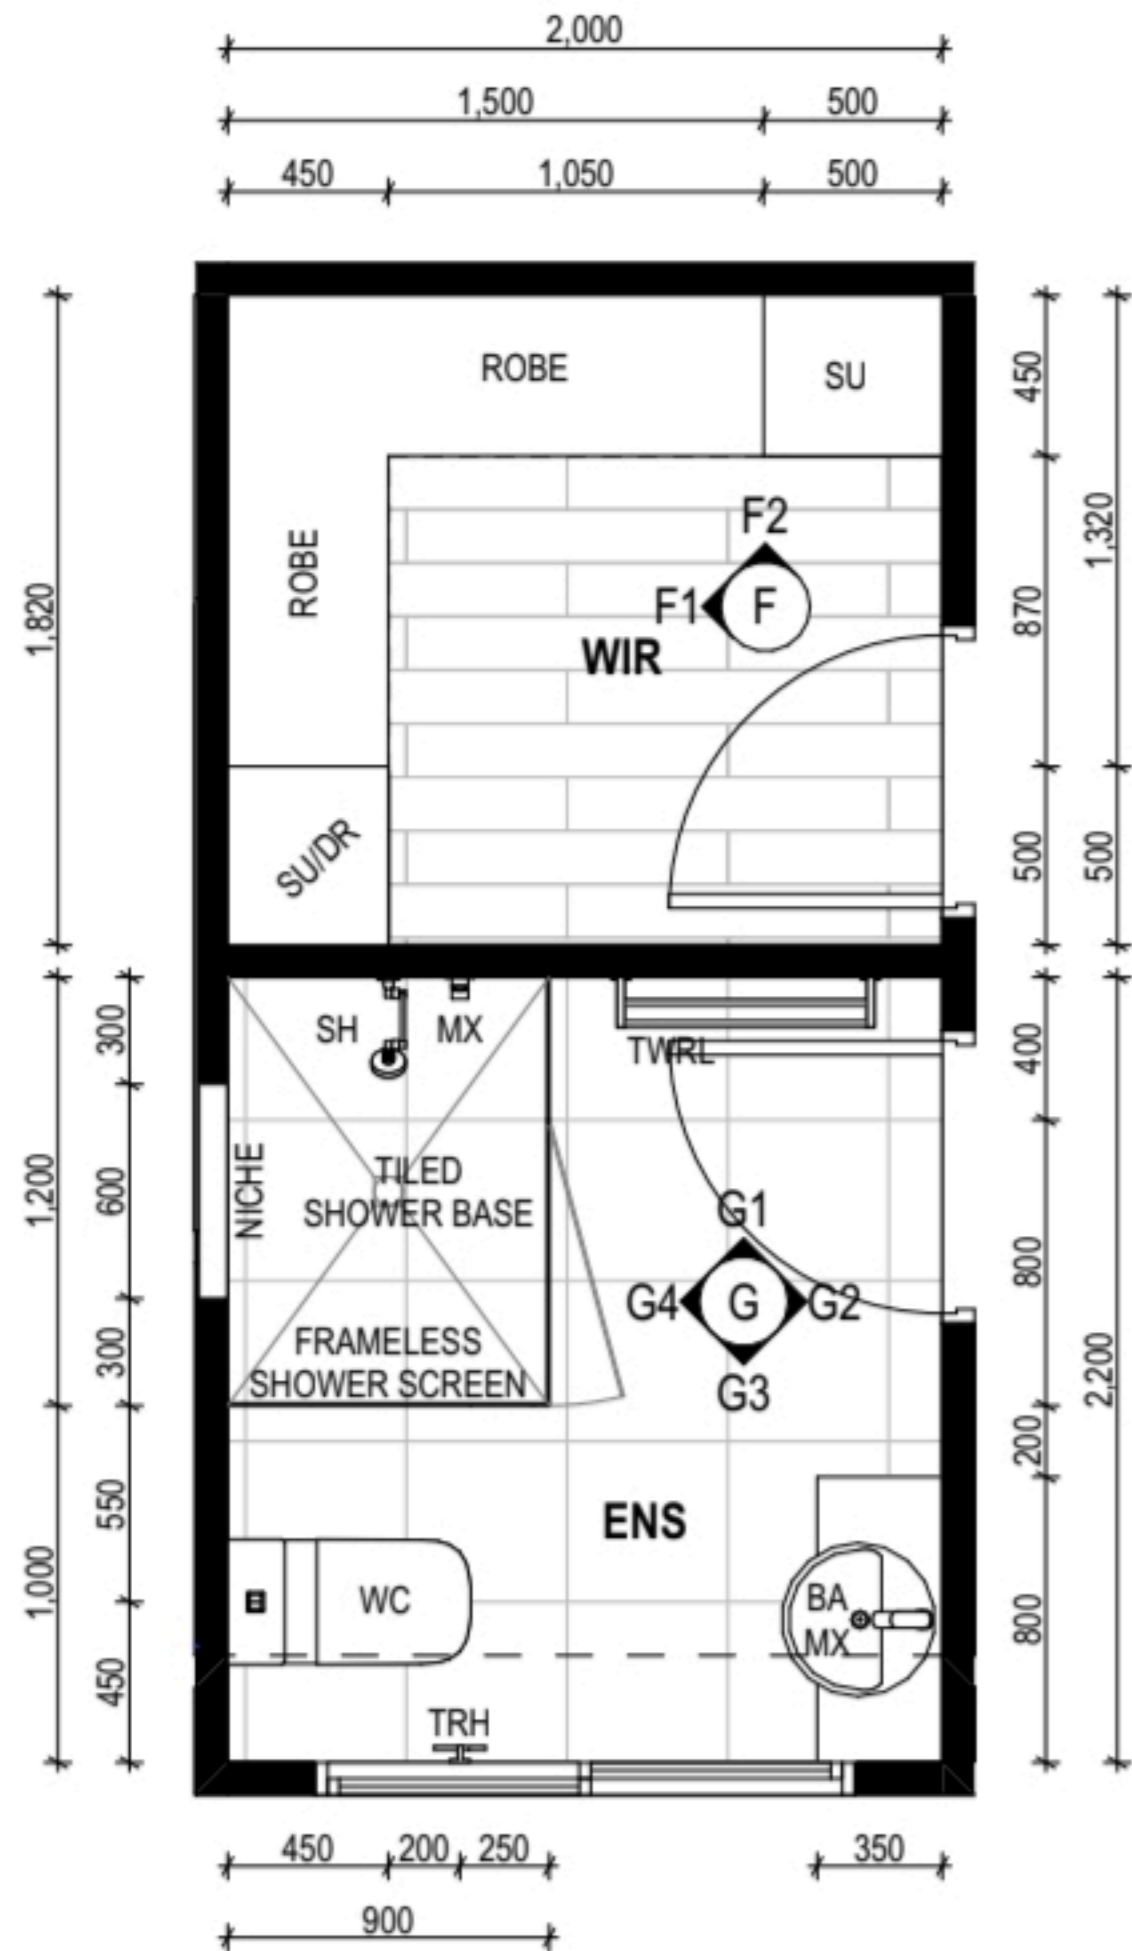 2,000
1,500 500
450 1,050 500
ROBE SU
450
1,320
F2
ROBE
F1 F
1,820
870
WIR
SU/DR
500 500
300 SH MX
TWRL
400
NICHE
1,200 600
TILED
SHOWER BASE
G1
800
G4 G G2
300
FRAMELESS
SHOWER SCREEN
G3
2,200
200
550
ENS
1,000
WC
BA
MX
800
450
TRH
450 200 250 350
900